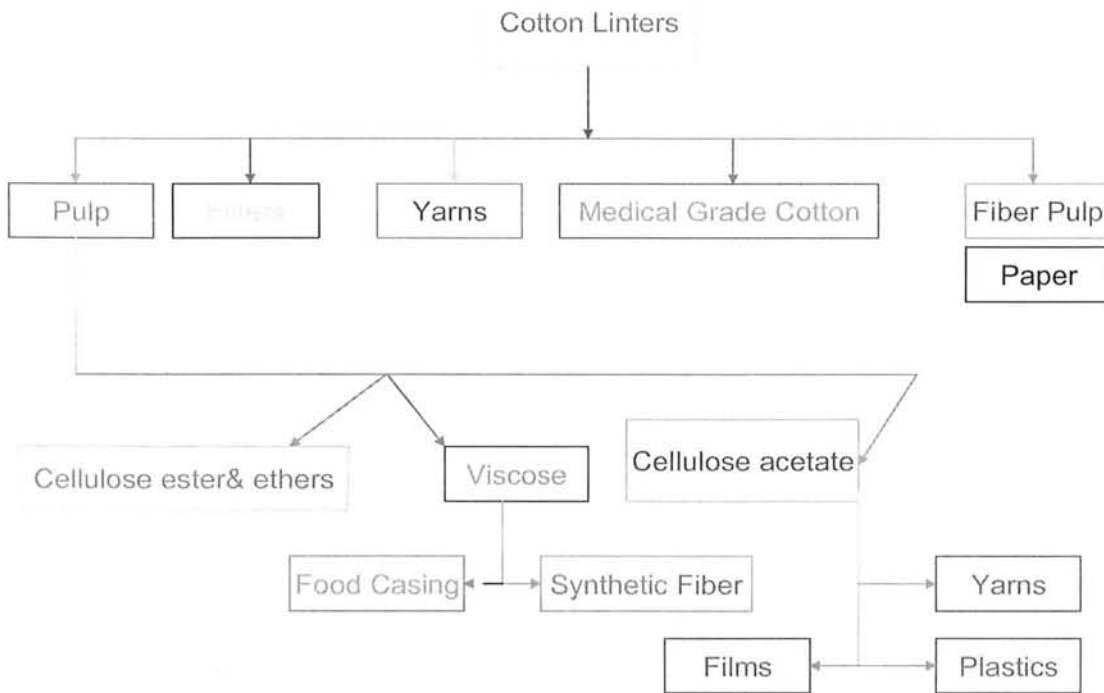 Cotton Linters
Pulp
Yarns
Medical Grade Cotton
Fiber Pulp
Paper
Cellulose ester& ethers
Viscose
Cellulose acetate
Food Casing
Synthetic Fiber
Yarns
Films
Plastics